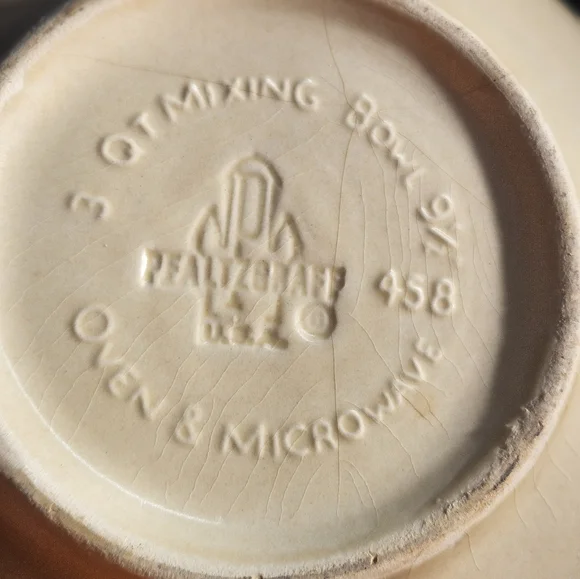 3 QT MIXING BOWL 9½
458
P
PFALTZGRAFF
U.S.A. ®
OVEN & MICROWAVE